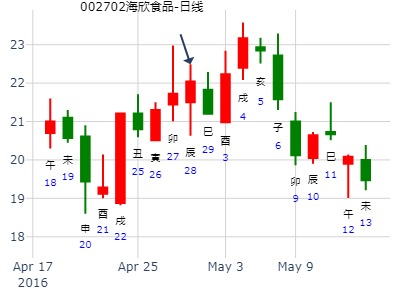 002702海欣食品-日线
23
22
21
20
19
18
午
18
未
19
申
20
酉
21
戌
22
丑
25
寅
26
卯
27
辰
28
巳
29
酉
3
戌
4
亥
5
子
6
卯
9
辰
10
巳
11
午
12
未
13
Apr 17
2016
Apr 25
May 3
May 9